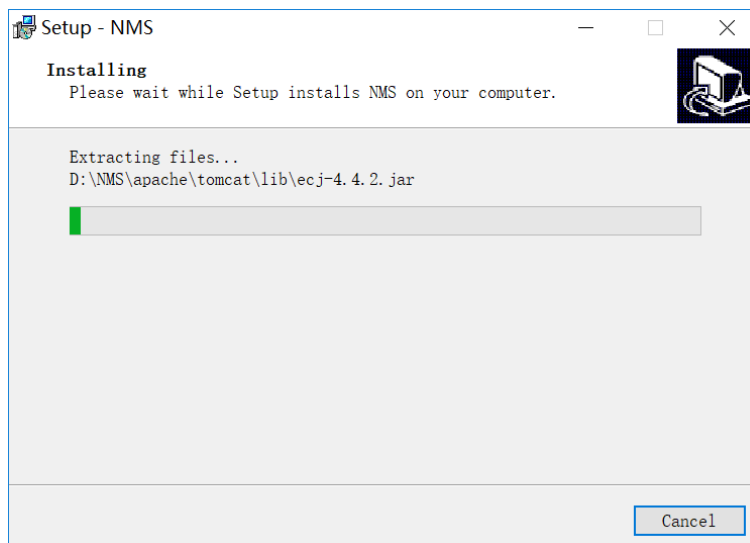 Setup - NMS
Installing
Please wait while Setup installs NMS on your computer.
Extracting files...
D:\NMS\apache\tomcat\lib\ecj-4.4.2.jar
Cancel